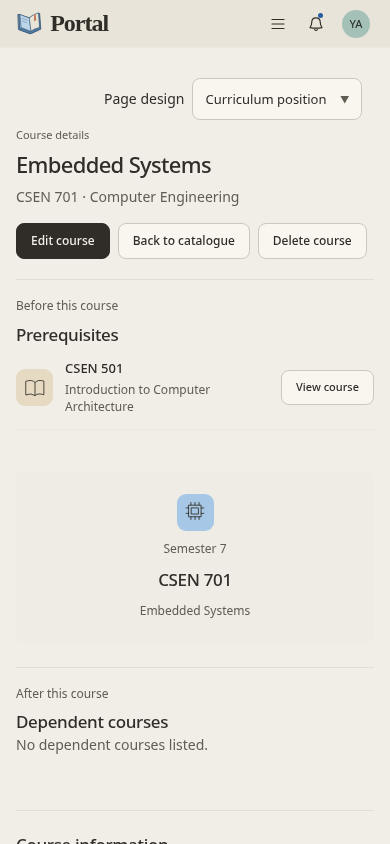 Portal
YA
Page design
Curriculum position
Course details
Embedded Systems
CSEN 701 · Computer Engineering
Edit course
Back to catalogue
Delete course
Before this course
Prerequisites
CSEN 501
Introduction to Computer
Architecture
View course
Semester 7
CSEN 701
Embedded Systems
After this course
Dependent courses
No dependent courses listed.
Course information